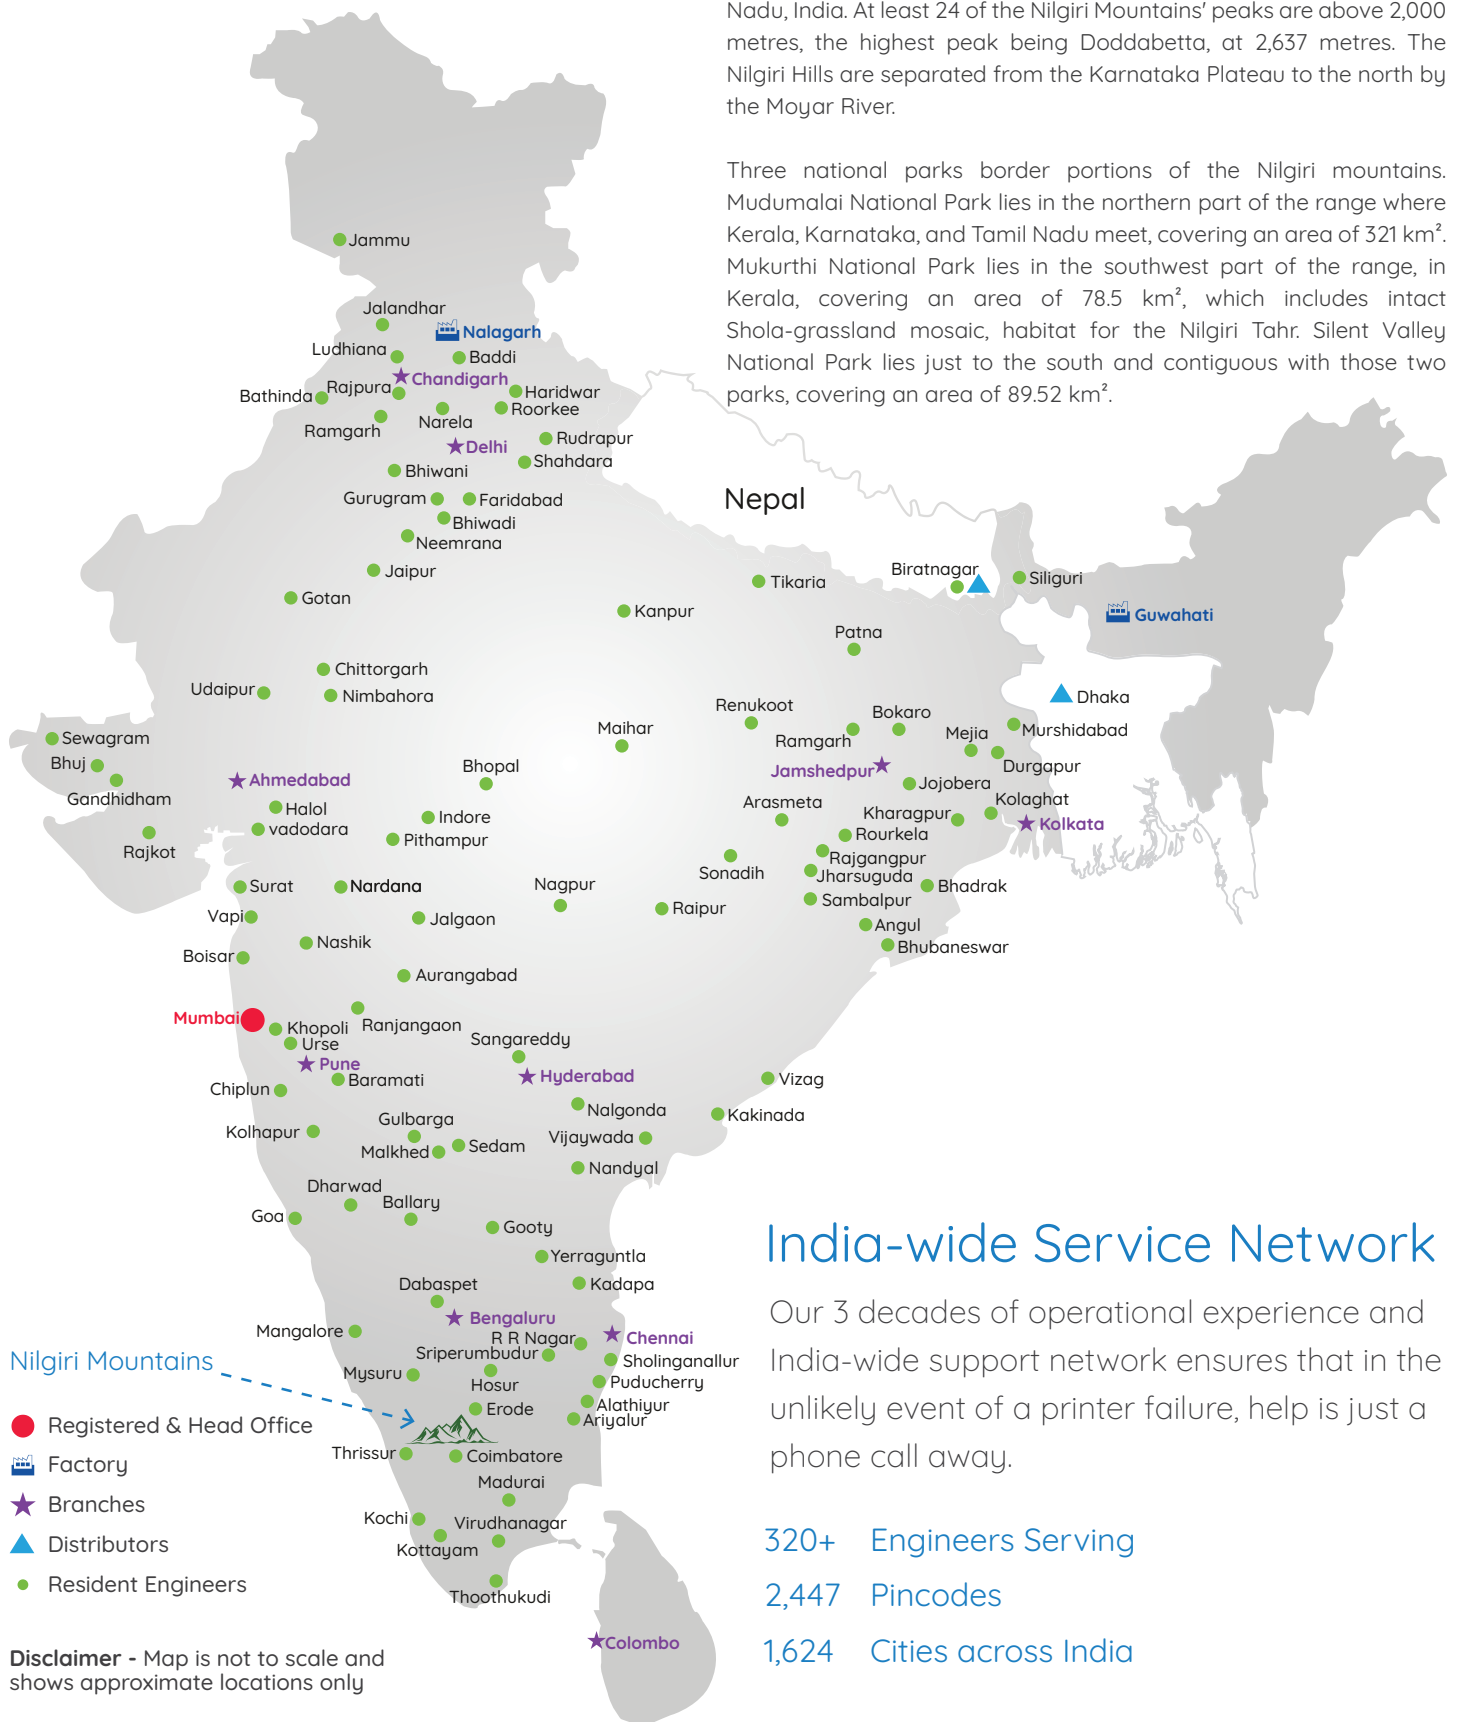 Nadu, India. At least 24 of the Nilgiri Mountains' peaks are above 2,000
metres, the highest peak being Doddabetta, at 2,637 metres. The
Nilgiri Hills are separated from the Karnataka Plateau to the north by
the Moyar River.
Three national parks border portions of the Nilgiri mountains.
Mudumalai National Park lies in the northern part of the range where
Kerala, Karnataka, and Tamil Nadu meet, covering an area of 321 km².
Mukurthi National Park lies in the southwest part of the range, in
Kerala, covering an area of 78.5 km², which includes intact
Shola-grassland mosaic, habitat for the Nilgiri Tahr. Silent Valley
National Park lies just to the south and contiguous with those two
parks, covering an area of 89.52 km².
Jammu
Jalandhar
Nalagarh
Ludhiana
Baddi
Chandigarh
Rajpura
Bathinda
Haridwar
Roorkee
Narela
Ramgarh
Rudrapur
Delhi
Shahdara
Bhiwani
Gurugram
Faridabad
Bhiwadi
Neemrana
Nepal
Jaipur
Gotan
Tikaria
Biratnagar
Siliguri
Kanpur
Guwahati
Patna
Chittorgarh
Udaipur
Nimbahora
Dhaka
Renukoot
Bokaro
Maihar
Ramgarh
Mejia
Murshidabad
Sewagram
Bhuj
Durgapur
Gandhidham
Ahmedabad
Bhopal
Jamshedpur
Jojobera
Halol
vadodara
Indore
Arasmeta
Kharagpur
Kolaghat
Kolkata
Rajkot
Pithampur
Rourkela
Rajgangpur
Sonadih
Jharsuguda
Surat
Nardana
Nagpur
Bhadrak
Sambalpur
Vapi
Jalgaon
Raipur
Angul
Nashik
Bhubaneswar
Boisar
Aurangabad
Mumbai
Khopoli
Ranjangaon
Urse
Sangareddy
Pune
Baramati
Hyderabad
Vizag
Chiplun
Nalgonda
Kakinada
Gulbarga
Kolhapur
Vijaywada
Malkhed
Sedam
Nandyal
Dharwad
Ballary
Goa
Gooty
Yerraguntla
Dabaspet
Kadapa
Bengaluru
Mangalore
R R Nagar
Chennai
Sriperumbudur
Sholinganallur
Mysuru
Hosur
Puducherry
Erode
Alathiyur
Ariyalur
Thrissur
Coimbatore
Madurai
Kochi
Virudhanagar
Kottayam
Thoothukudi
Colombo
Nilgiri Mountains
Registered & Head Office
Factory
Branches
Distributors
Resident Engineers
Disclaimer - Map is not to scale and
shows approximate locations only
India-wide Service Network
Our 3 decades of operational experience and
India-wide support network ensures that in the
unlikely event of a printer failure, help is just a
phone call away.
320+ Engineers Serving
2,447 Pincodes
1,624 Cities across India